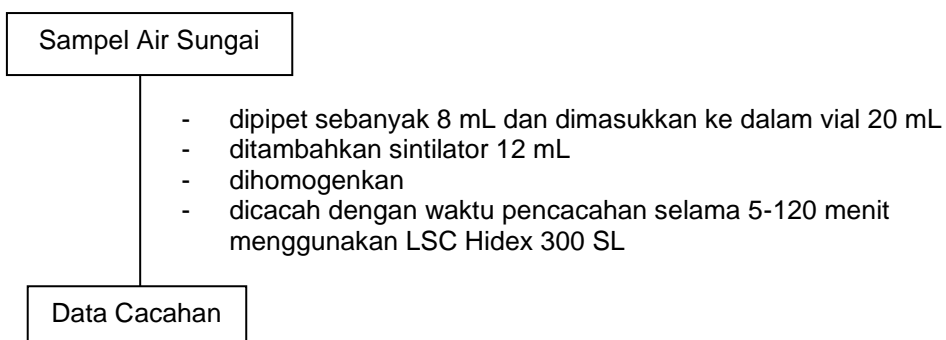 Sampel Air Sungai
- dipipet sebanyak 8 mL dan dimasukkan ke dalam vial 20 mL
- ditambahkan sintilator 12 mL
- dihomogenkan
- dicacah dengan waktu pencacahan selama 5-120 menit
menggunakan LSC Hidex 300 SL
Data Cacahan